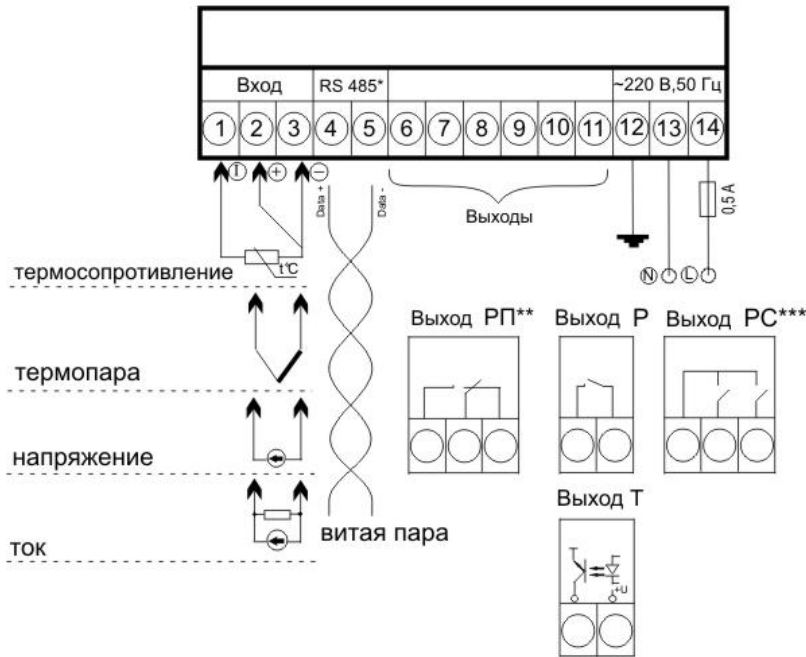 Вход
RS 485*
~220 В,50 Гц
1 2 3 4 5 6 7 8 9 10 11 12 13 14
I + −
Data +
Data -
Выходы
0,5 А
N L
t°C
термосопротивление
Выход РП**
Выход Р
Выход РС***
термопара
напряжение
Выход Т
+U
ток
витая пара